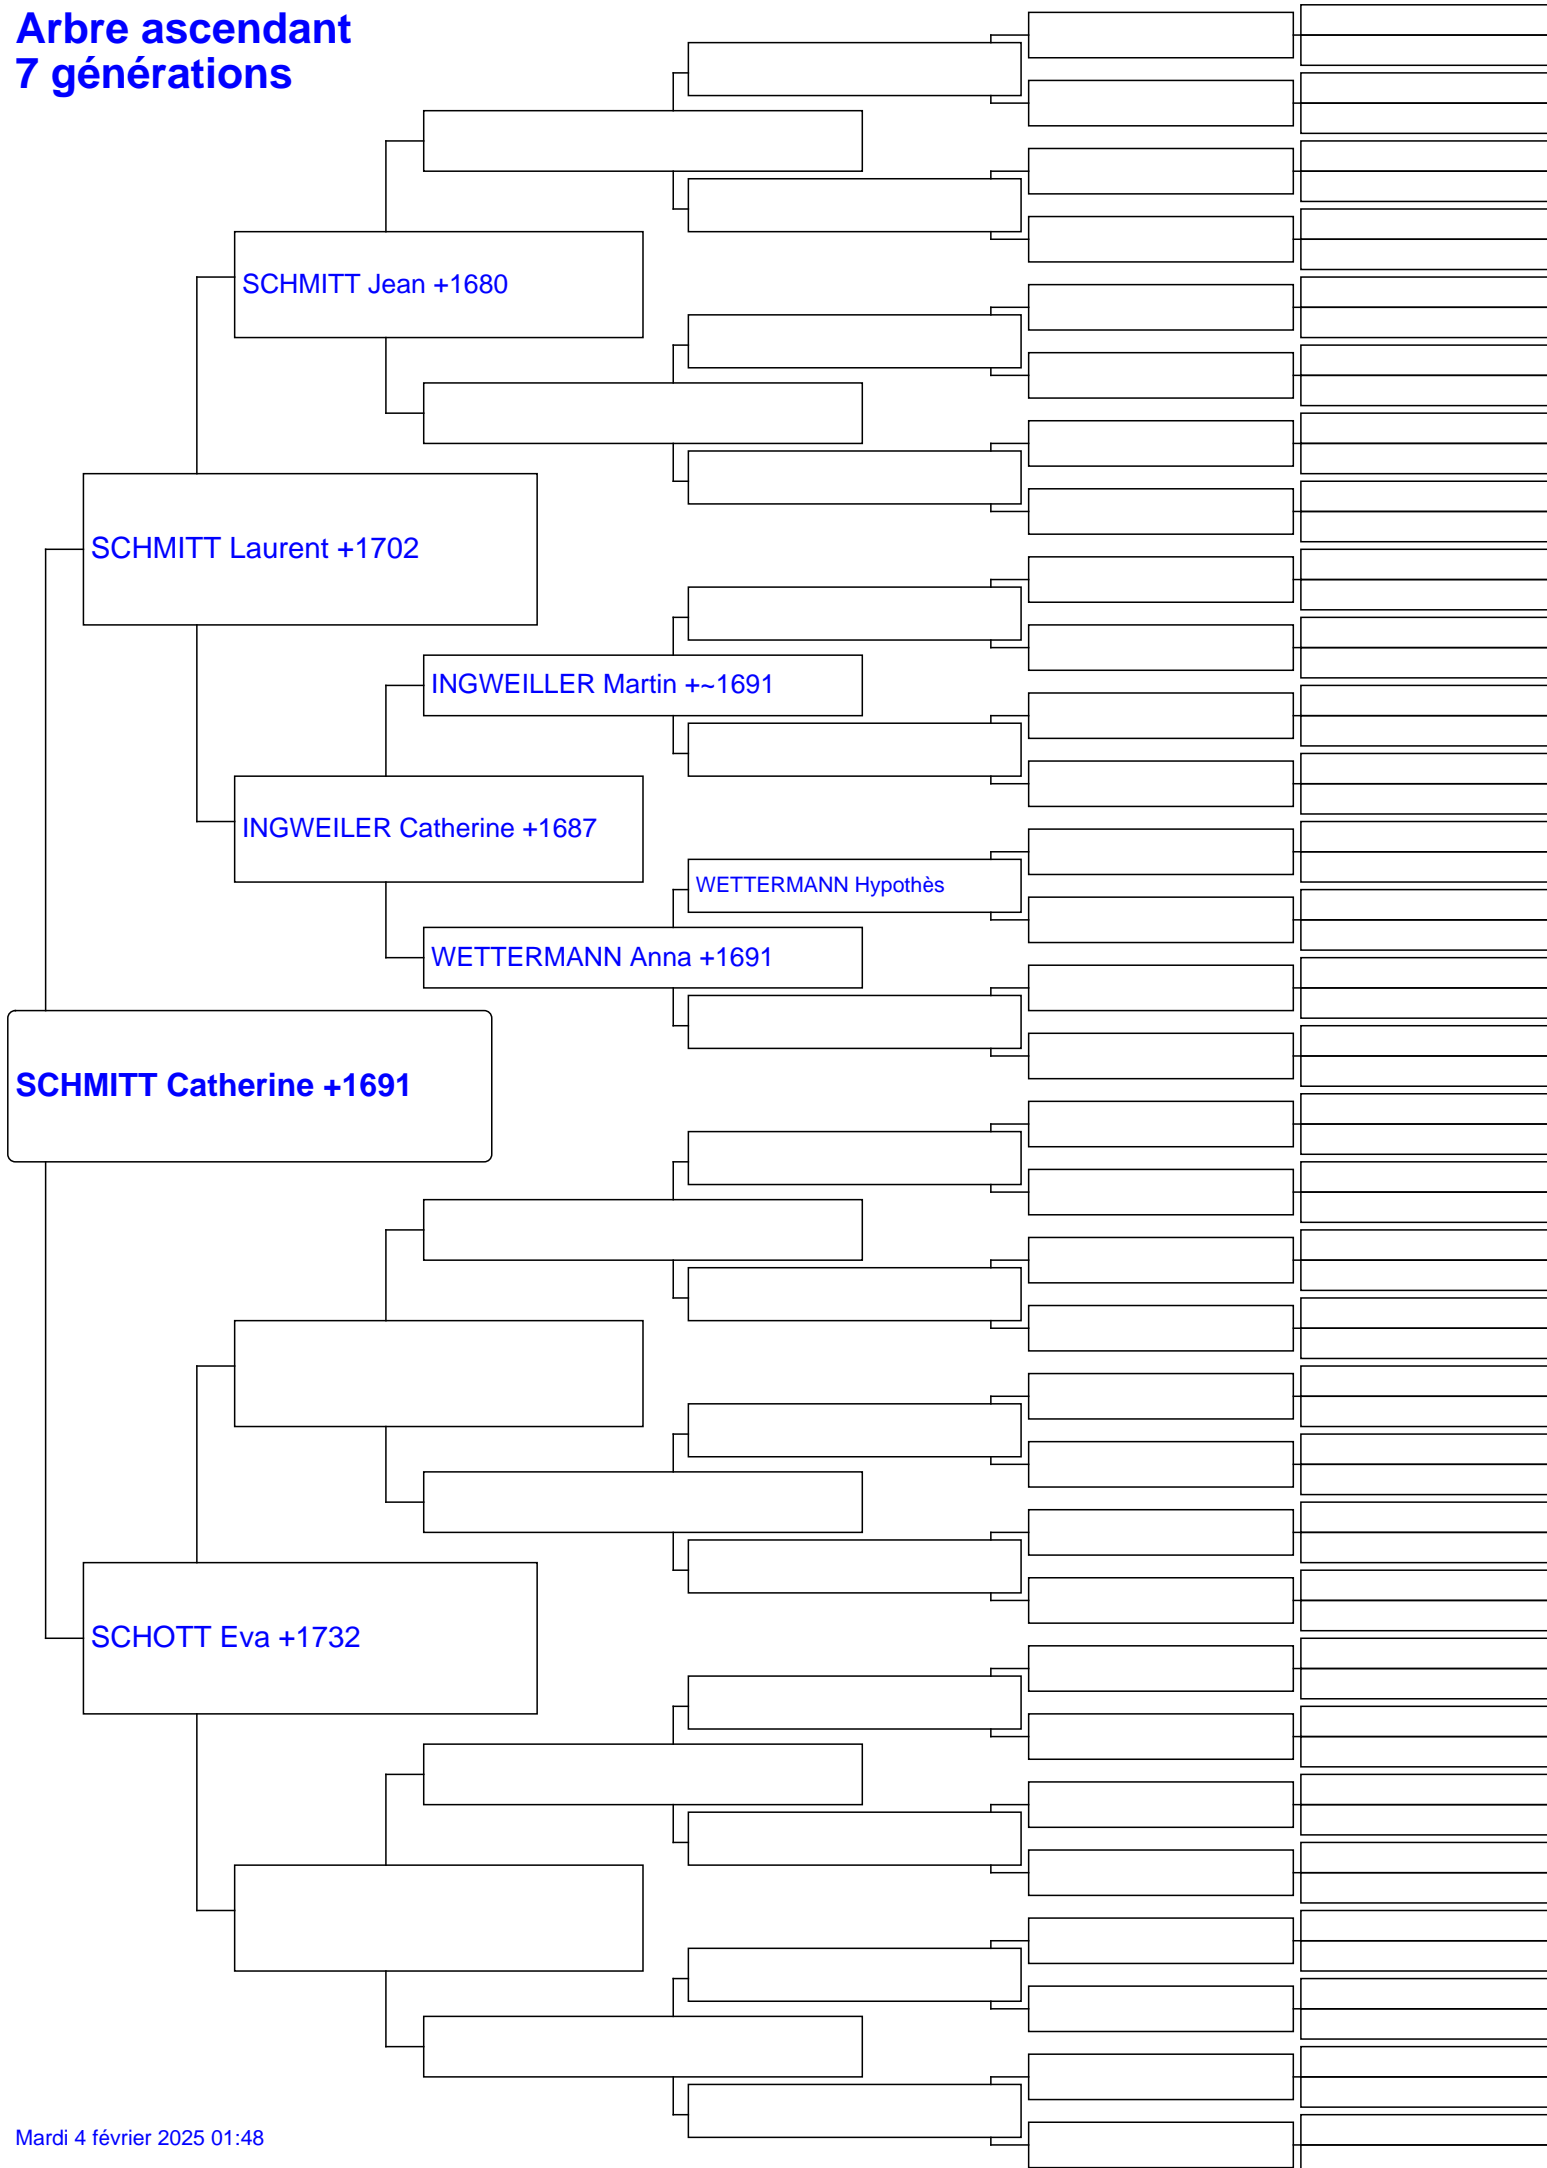 Arbre ascendant
7 générations
SCHMITT Jean +1680
SCHMITT Laurent +1702
INGWEILLER Martin +~1691
INGWEILER Catherine +1687
WETTERMANN Hypothès
WETTERMANN Anna +1691
SCHMITT Catherine +1691
SCHOTT Eva +1732
Mardi 4 février 2025 01:48